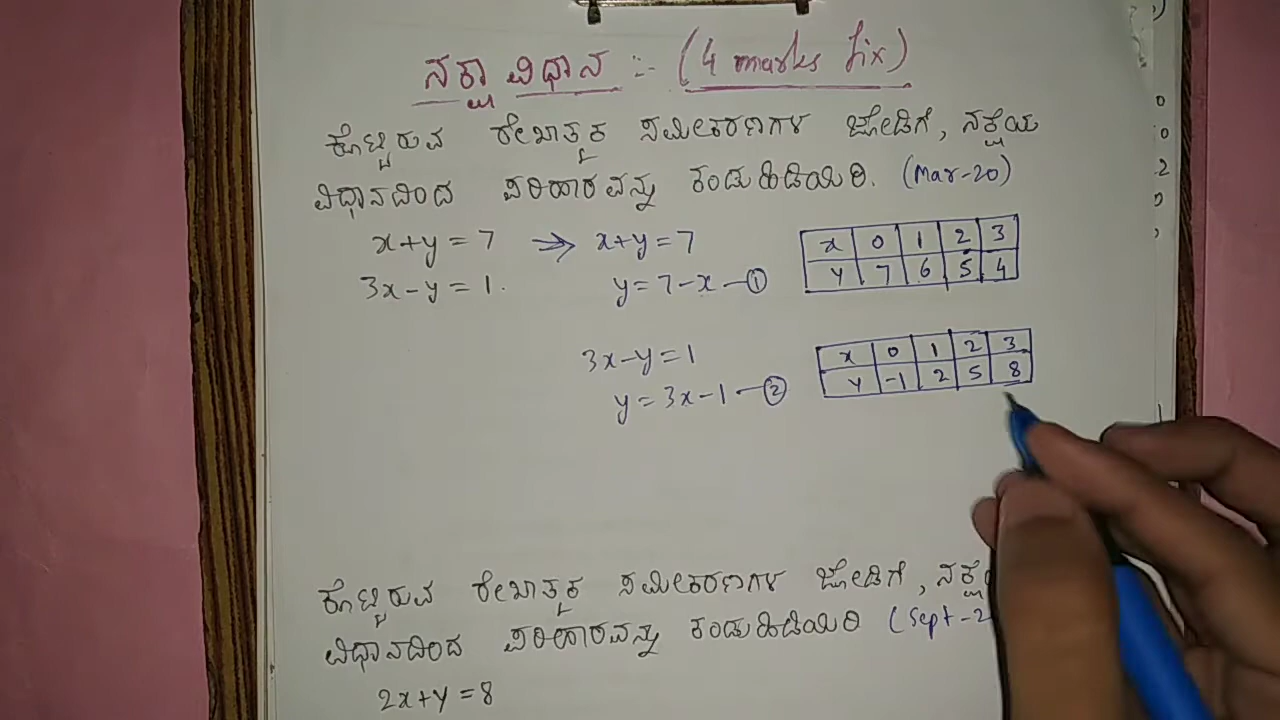 ನಕ್ಷಾ ವಿಧಾನ :- (4 marks fix)
ಕೊಟ್ಟಿರುವ ರೇಖಾತ್ಮಕ ಸಮೀಕರಣಗಳ ಜೋಡಿಗೆ, ನಕ್ಷೆಯ
ವಿಧಾನದಿಂದ ಪರಿಹಾರವನ್ನು ಕಂಡುಹಿಡಿಯಿರಿ. (Mar-20)
x+y = 7 ⇒ x+y = 7
3x-y = 1. y = 7-x — ①
x 0 1 2 3
y 7 6 5 4
3x-y = 1
y = 3x-1 — ②
x 0 1 2 3
y -1 2 5 8
ಕೊಟ್ಟಿರುವ ರೇಖಾತ್ಮಕ ಸಮೀಕರಣಗಳ ಜೋಡಿಗೆ,
ವಿಧಾನದಿಂದ ಪರಿಹಾರವನ್ನು ಕಂಡುಹಿಡಿಯಿರಿ (Sept-2
2x+y = 8